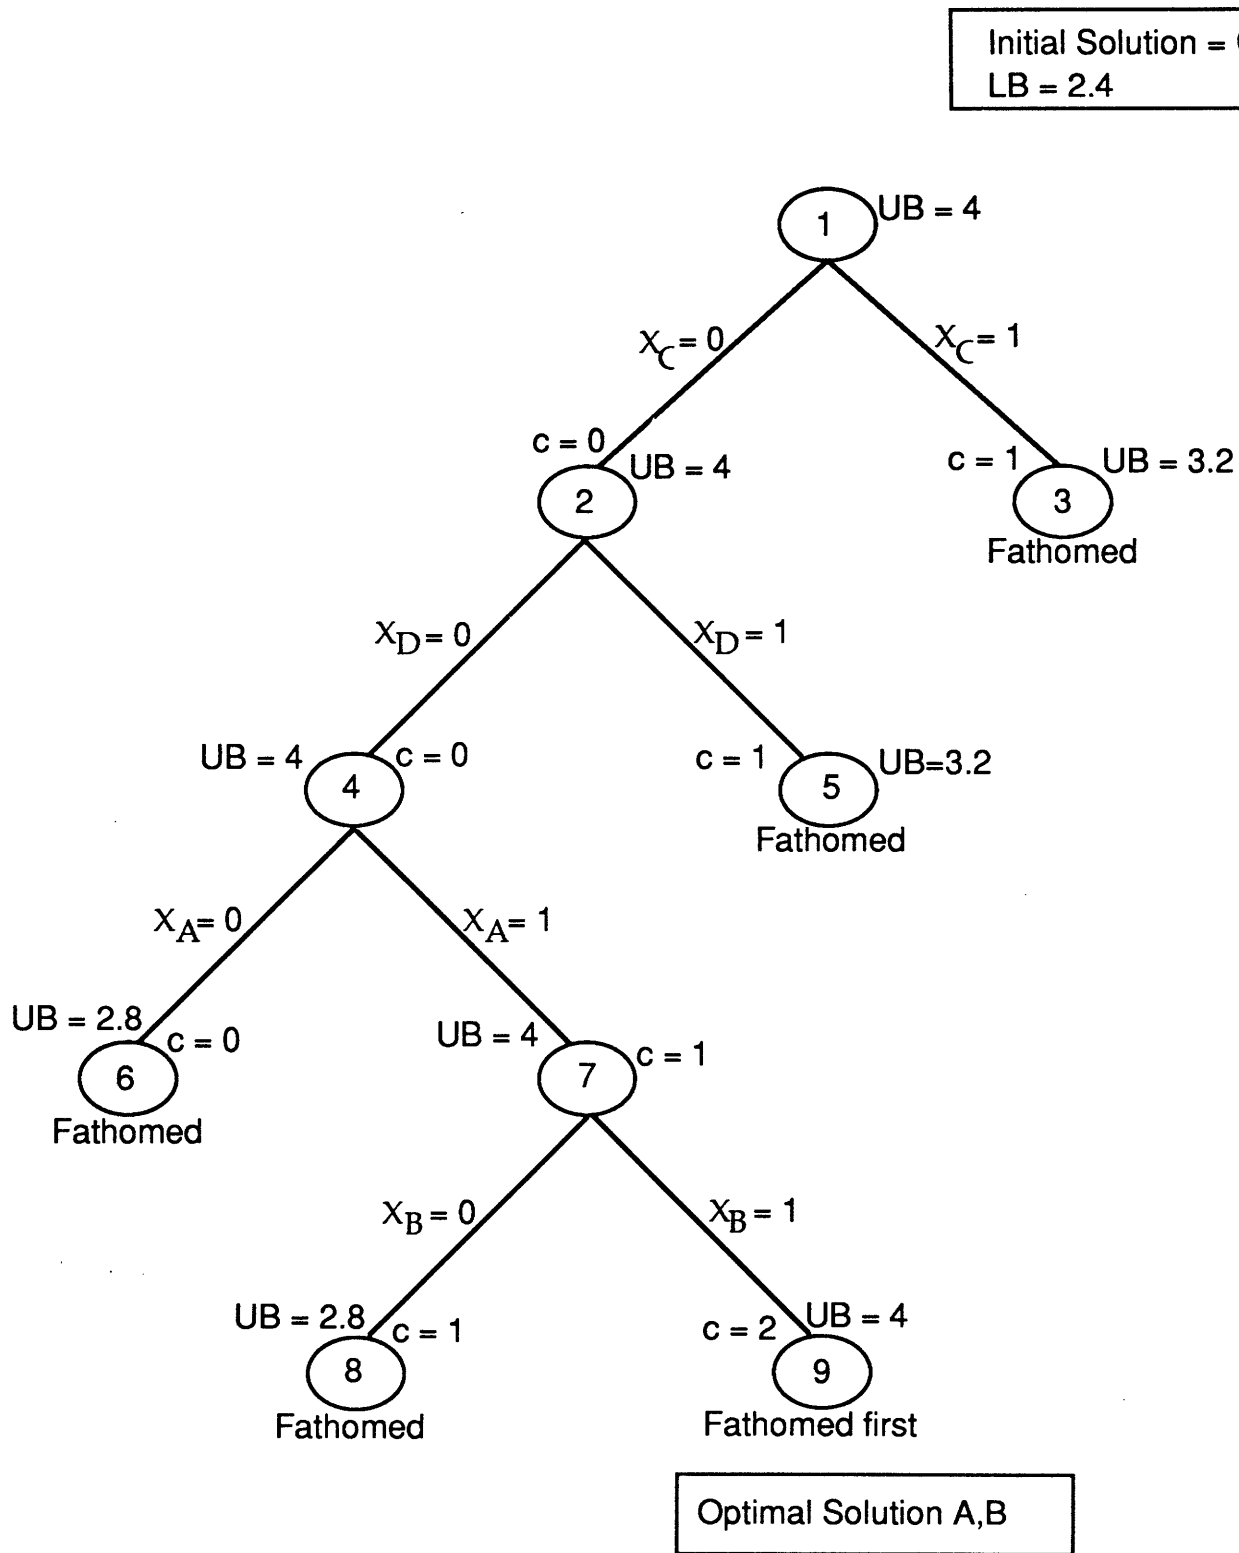 Initial Solution =
LB = 2.4
1
UB = 4
X_C = 0
X_C = 1
c = 0
UB = 4
2
c = 1
UB = 3.2
3
Fathomed
X_D = 0
X_D = 1
UB = 4
c = 0
4
c = 1
UB=3.2
5
Fathomed
X_A = 0
X_A = 1
UB = 2.8
c = 0
6
Fathomed
UB = 4
c = 1
7
X_B = 0
X_B = 1
UB = 2.8
c = 1
8
Fathomed
c = 2
UB = 4
9
Fathomed first
Optimal Solution A,B